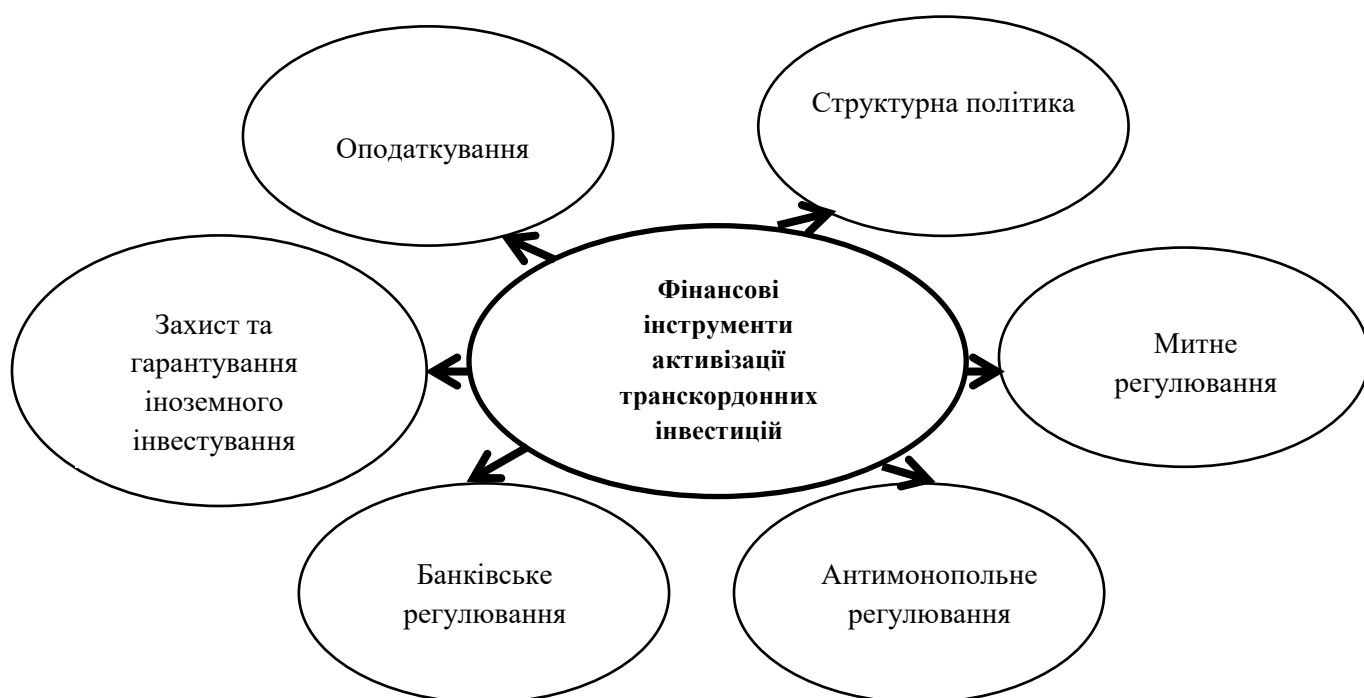 Структурна політика
Оподаткування
Фінансові
інструменти
активізації
транскордонних
інвестицій
Захист та
гарантування
іноземного
інвестування
Митне
регулювання
Банківське
регулювання
Антимонопольне
регулювання